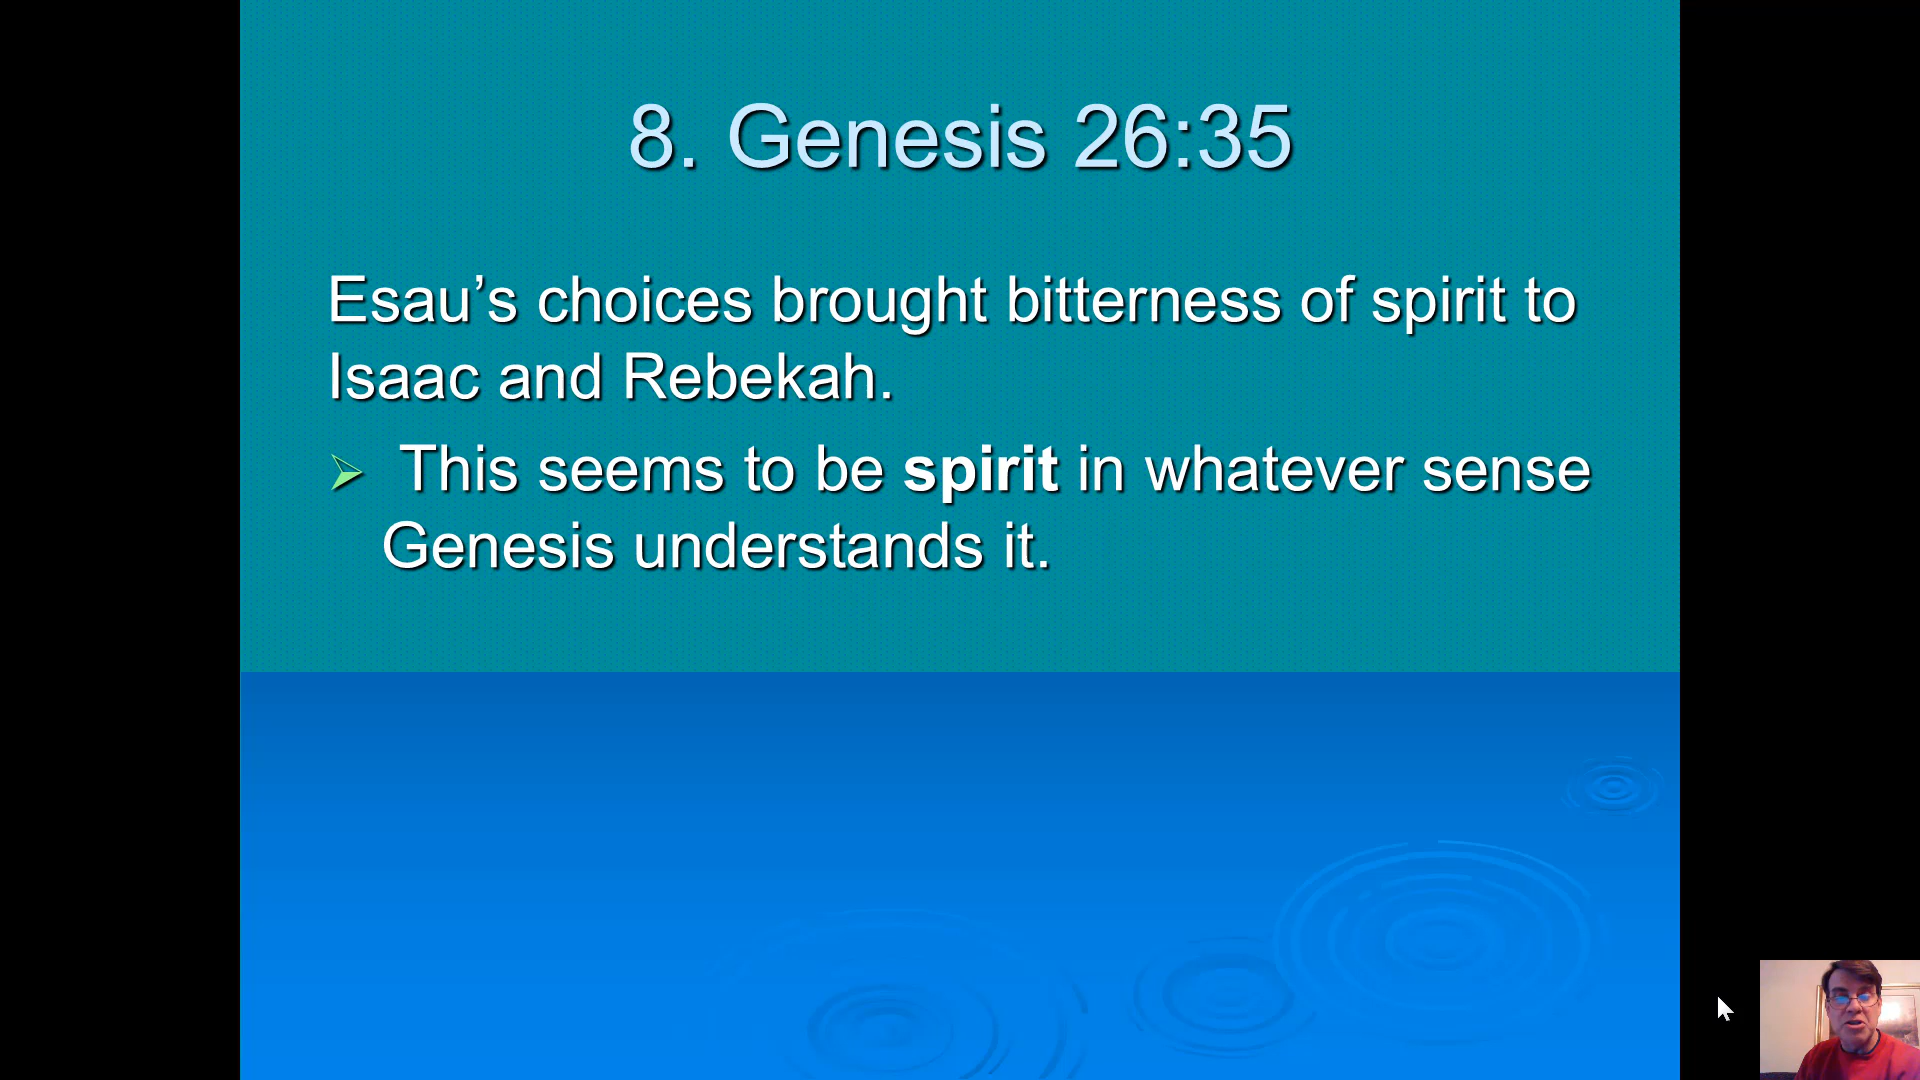 8. Genesis 26:35
Esau’s choices brought bitterness of spirit to
Isaac and Rebekah.
This seems to be spirit in whatever sense
Genesis understands it.